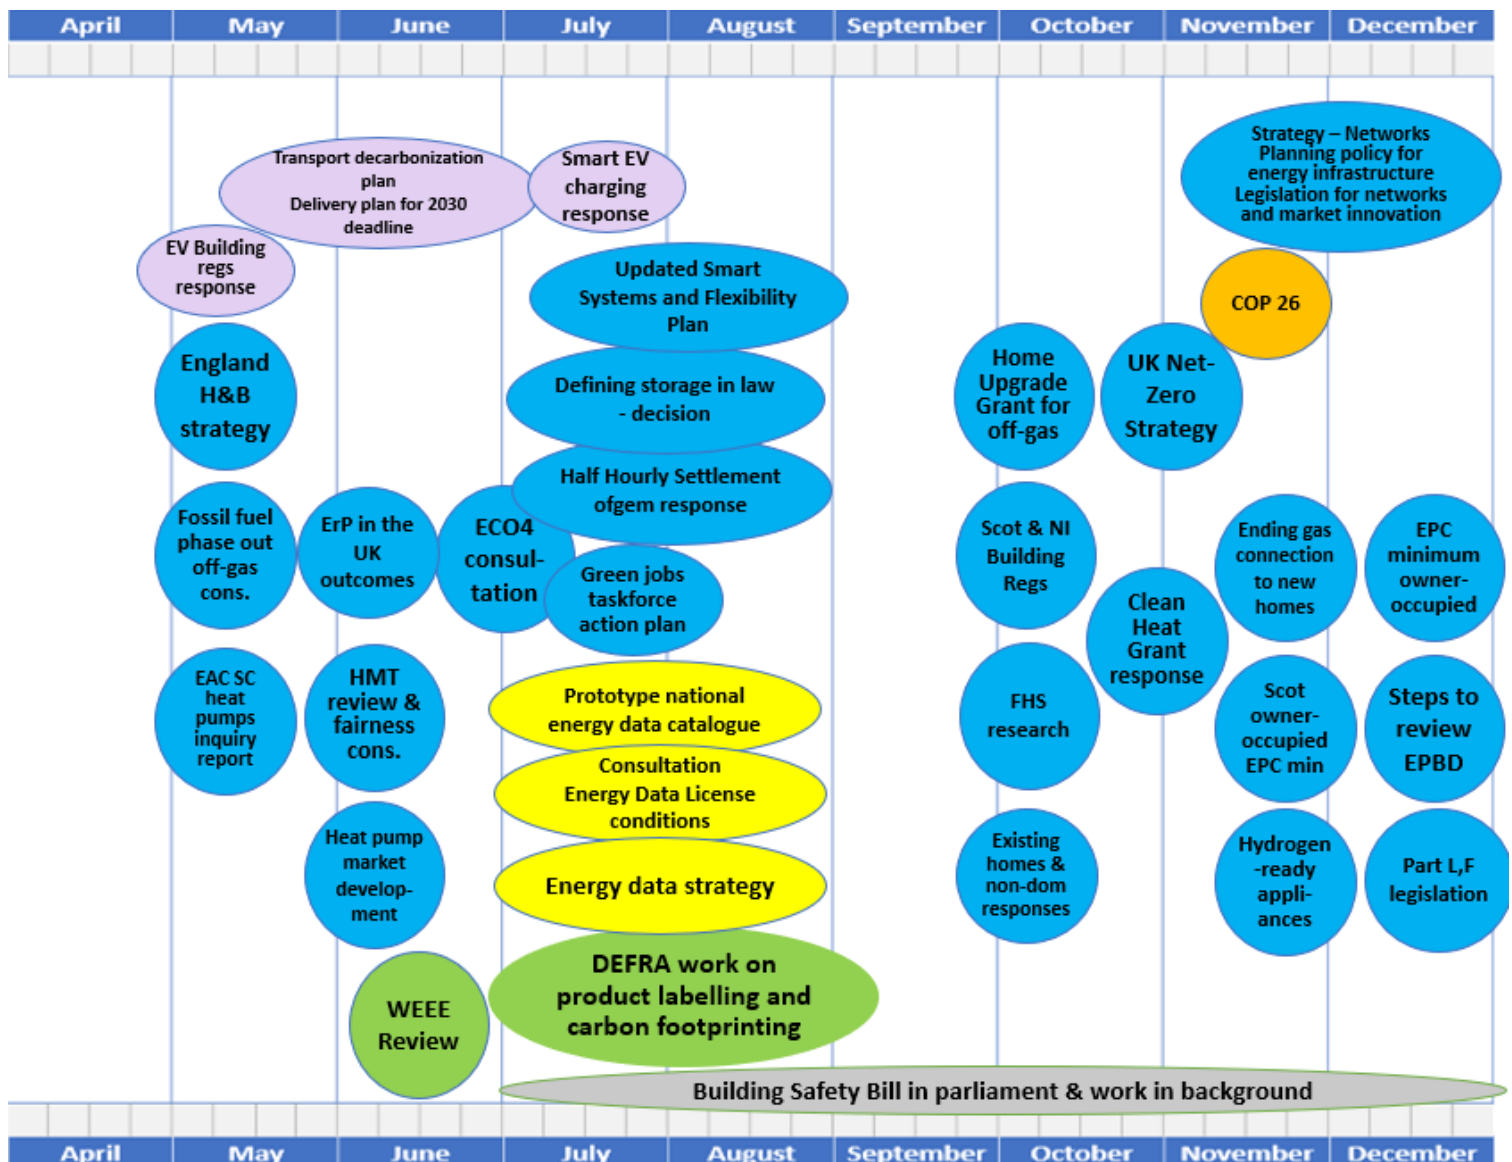 April May June July August September October November December
Transport decarbonization
plan
Delivery plan for 2030
deadline
Smart EV
charging
response
Strategy – Networks
Planning policy for
energy infrastructure
Legislation for networks
and market innovation
EV Building
regs
response
Updated Smart
Systems and Flexibility
Plan
COP 26
England
H&B
strategy
Defining storage in law
- decision
Home
Upgrade
Grant for
off-gas
UK Net-
Zero
Strategy
Half Hourly Settlement
ofgem response
Fossil fuel
phase out
off-gas
cons.
ErP in the
UK
outcomes
ECO4
consul-
tation
Green jobs
taskforce
action plan
Scot & NI
Building
Regs
Clean
Heat
Grant
response
Ending gas
connection
to new
homes
EPC
minimum
owner-
occupied
EAC SC
heat
pumps
inquiry
report
HMT
review &
fairness
cons.
Prototype national
energy data catalogue
FHS
research
Scot
owner-
occupied
EPC min
Steps to
review
EPBD
Consultation
Energy Data License
conditions
Heat pump
market
develop-
ment
Energy data strategy
Existing
homes &
non-dom
responses
Hydrogen
-ready
appli-
ances
Part L,F
legislation
WEEE
Review
DEFRA work on
product labelling and
carbon footprinting
Building Safety Bill in parliament & work in background
April May June July August September October November December